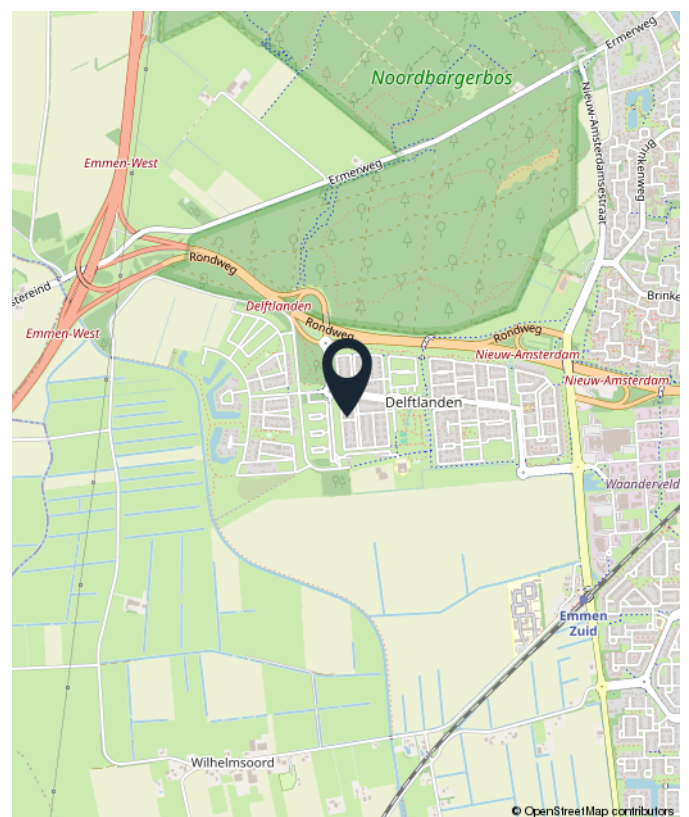 Ermerweg
Noordbargerbos
Nieuw-Amsterdamsestraat
Brinkenweg
Emmen-West
Ermerweg
Rondweg
stereind
Brinke
Delftlanden
Emmen-West
Rondweg
Rondweg
Nieuw-Amsterdam
Nieuw-Amsterdam
Delftlanden
Waanderveld
Emmen
Zuid
Wilhelmsoord
© OpenStreetMap contributors